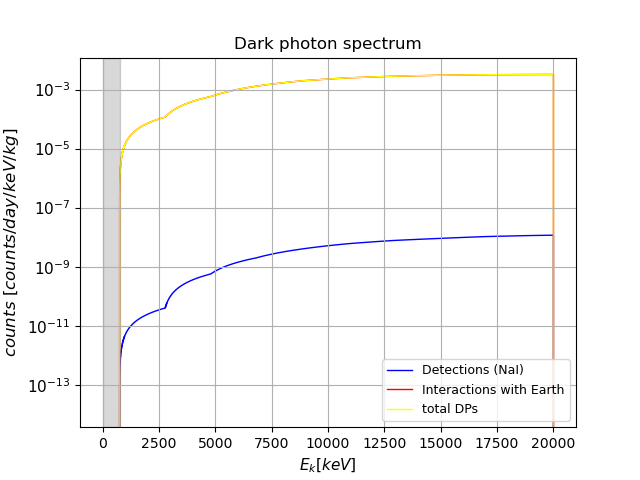 Dark photon spectrum
counts [counts/day/keV/kg]
10⁻³
10⁻⁵
10⁻⁷
10⁻⁹
10⁻¹¹
10⁻¹³
Detections (NaI)
Interactions with Earth
total DPs
0 2500 5000 7500 10000 12500 15000 17500 20000
Eₖ[keV]